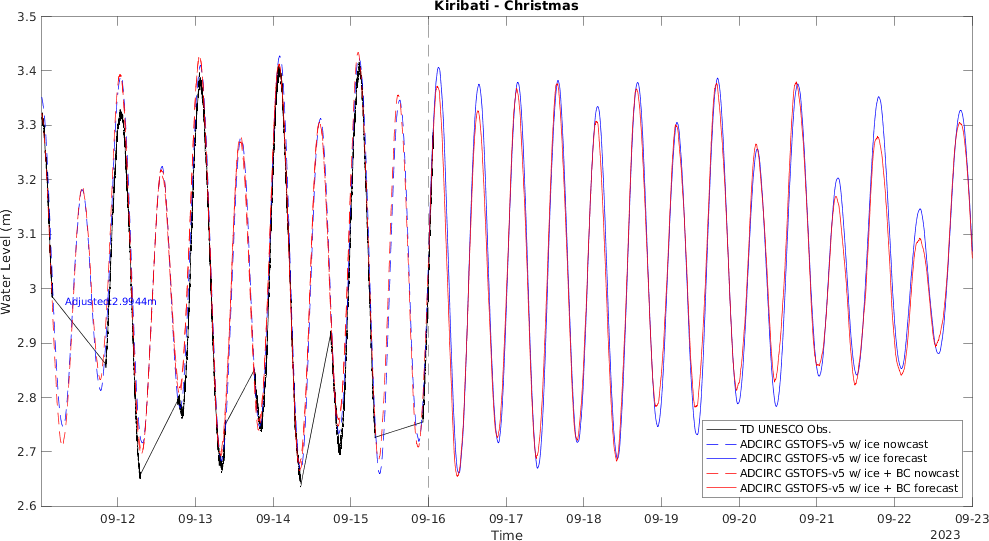 Kiribati - Christmas
Water Level (m)
3.5
3.4
3.3
3.2
3.1
3
2.9
2.8
2.7
2.6
Adjusted:2.9944m
TD UNESCO Obs.
ADCIRC GSTOFS-v5 w/ ice nowcast
ADCIRC GSTOFS-v5 w/ ice forecast
ADCIRC GSTOFS-v5 w/ ice + BC nowcast
ADCIRC GSTOFS-v5 w/ ice + BC forecast
09-12 09-13 09-14 09-15 09-16 09-17 09-18 09-19 09-20 09-21 09-22 09-23
Time
2023